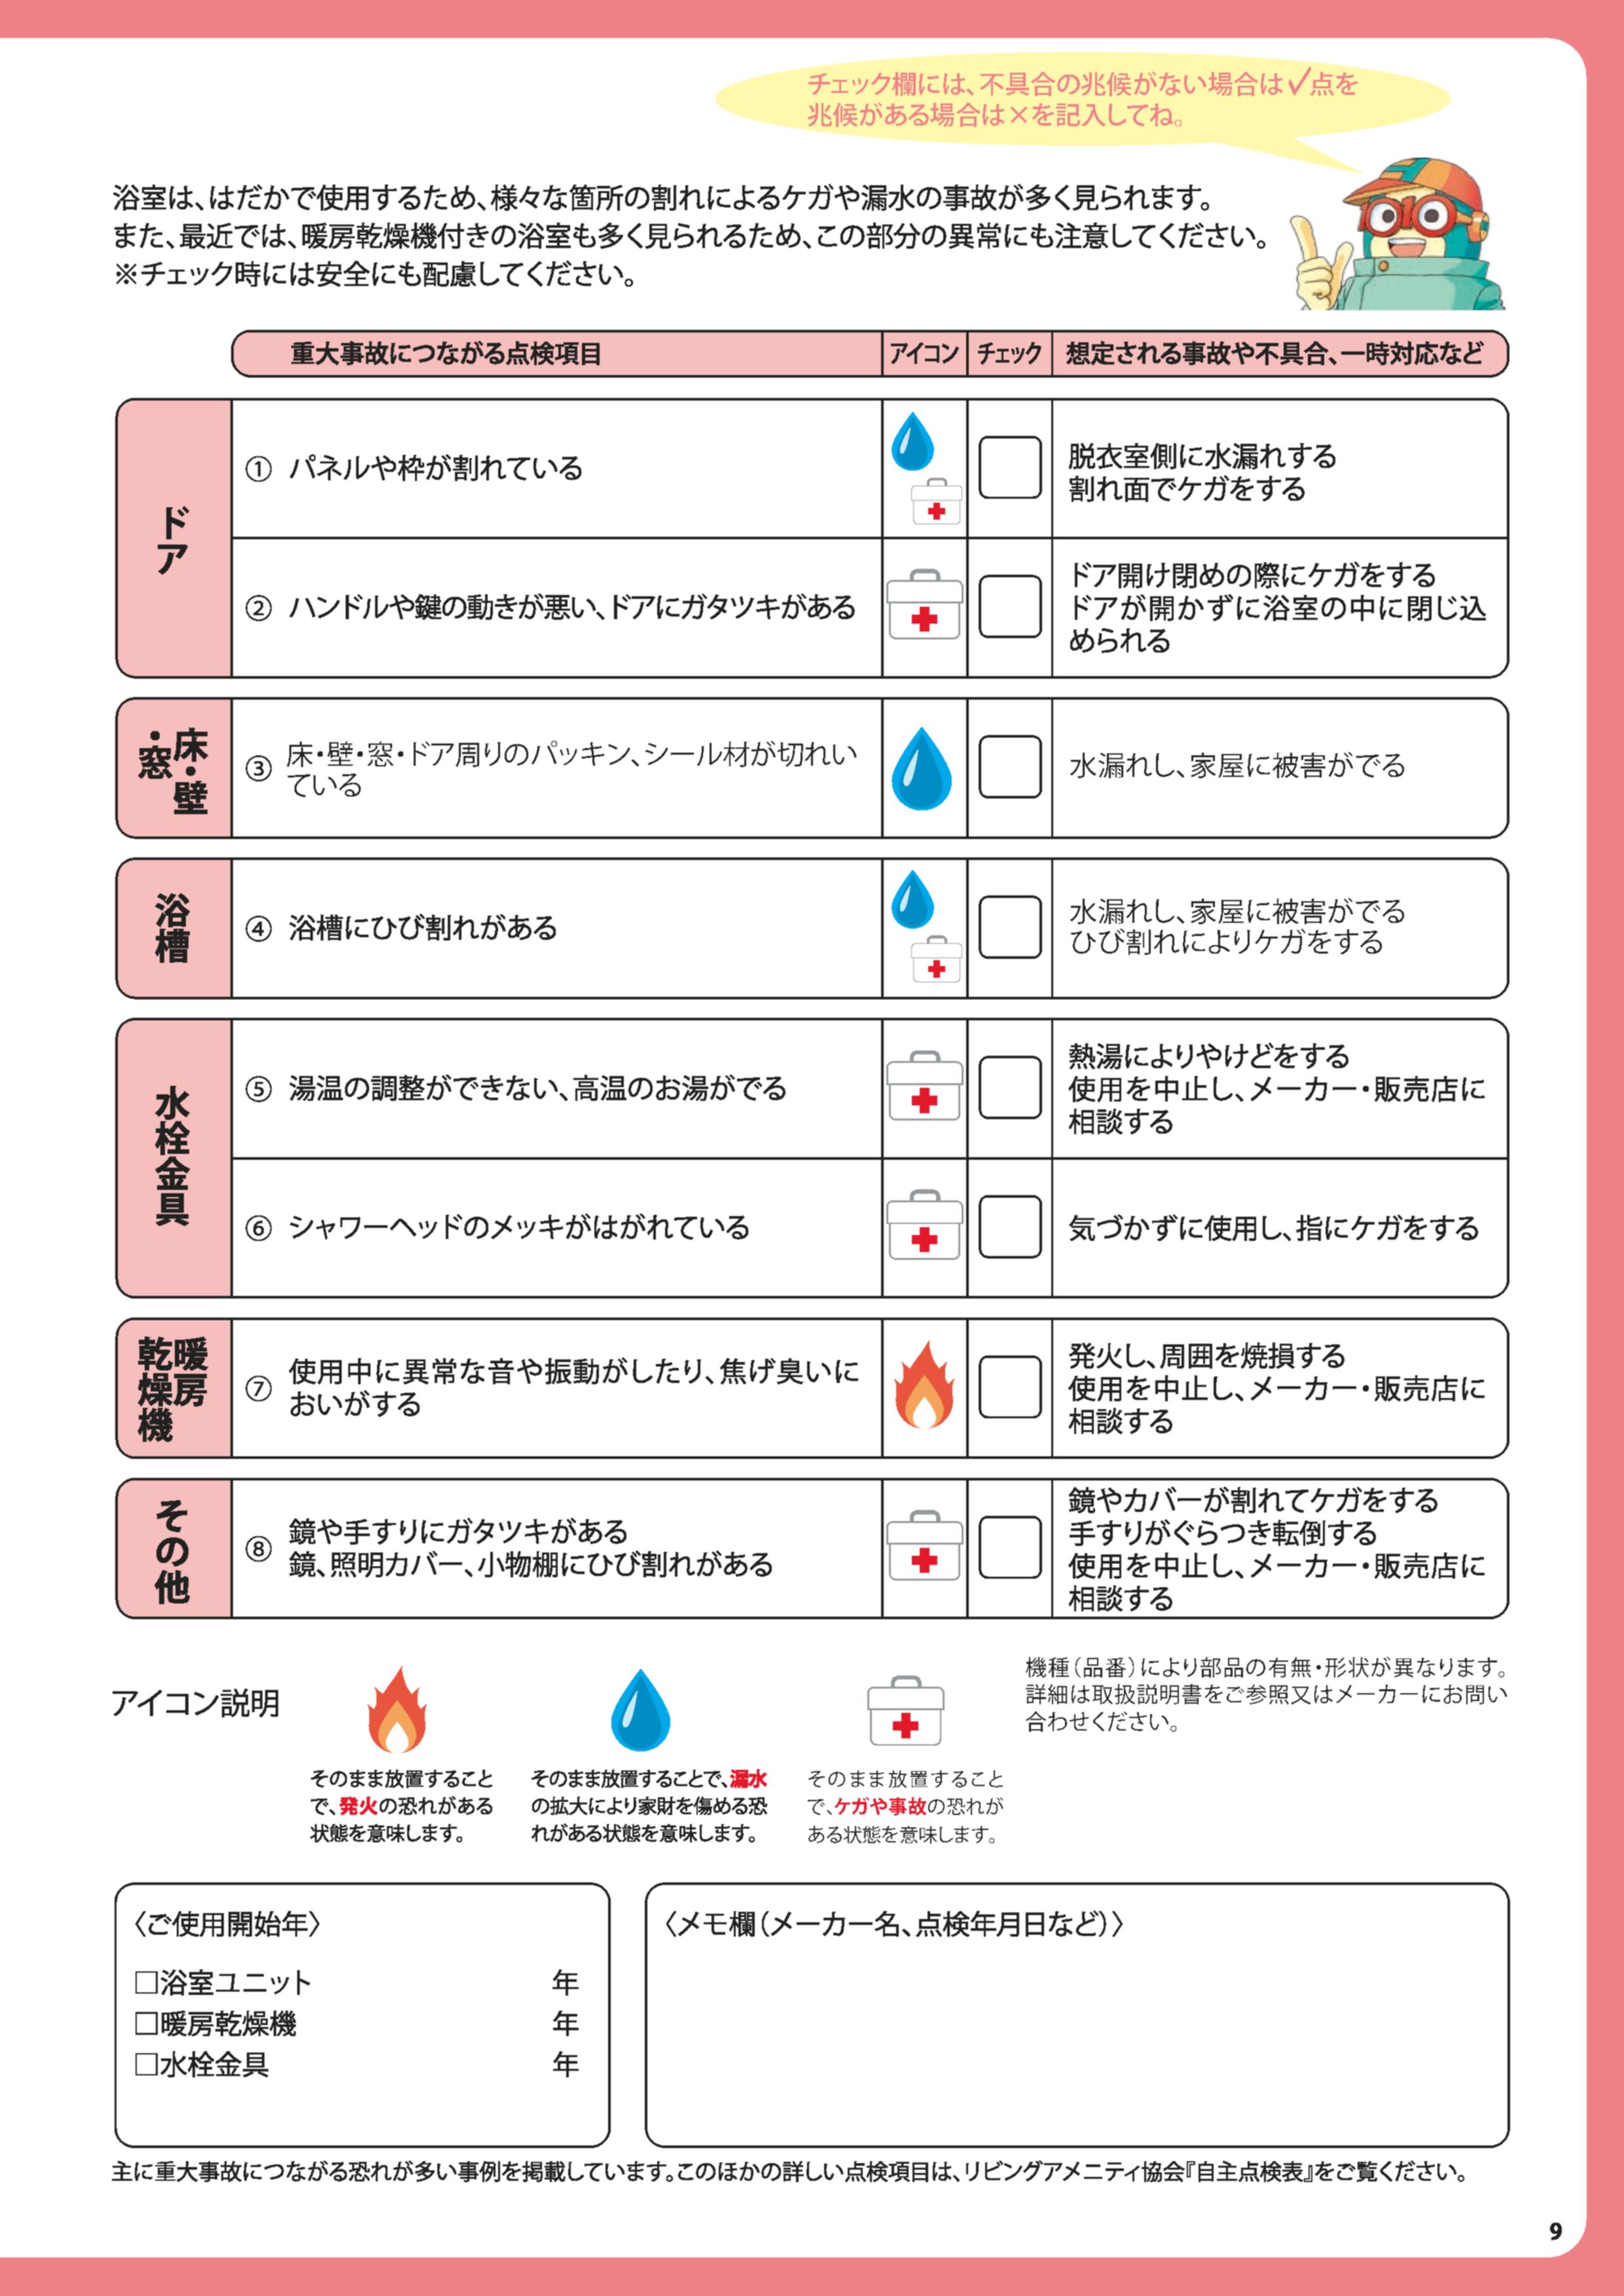 チェック欄には、不具合の兆候がない場合は✓点を
兆候がある場合は×を記入してね。
浴室は、はだかで使用するため、様々な箇所の割れによるケガや漏水の事故が多く見られます。
また、最近では、暖房乾燥機付きの浴室も多く見られるため、この部分の異常にも注意してください。
※チェック時には安全にも配慮してください。
重大事故につながる点検項目 アイコン チェック 想定される事故や不具合、一時対応など
ドア
① パネルや枠が割れている
脱衣室側に水漏れする
割れ面でケガをする
② ハンドルや鍵の動きが悪い、ドアにガタツキがある
ドア開け閉めの際にケガをする
ドアが開かずに浴室の中に閉じ込
められる
床・壁
・窓
③ 床・壁・窓・ドア周りのパッキン、シール材が切れい
ている
水漏れし、家屋に被害がでる
浴槽
④ 浴槽にひび割れがある
水漏れし、家屋に被害がでる
ひび割れによりケガをする
水栓金具
⑤ 湯温の調整ができない、高温のお湯がでる
熱湯によりやけどをする
使用を中止し、メーカー・販売店に
相談する
⑥ シャワーヘッドのメッキがはがれている
気づかずに使用し、指にケガをする
暖房
乾燥機
⑦ 使用中に異常な音や振動がしたり、焦げ臭いに
おいがする
発火し、周囲を焼損する
使用を中止し、メーカー・販売店に
相談する
その他
⑧ 鏡や手すりにガタツキがある
鏡、照明カバー、小物棚にひび割れがある
鏡やカバーが割れてケガをする
手すりがぐらつき転倒する
使用を中止し、メーカー・販売店に
相談する
アイコン説明
そのまま放置すること
で、発火の恐れがある
状態を意味します。
そのまま放置することで、漏水
の拡大により家財を傷める恐
れがある状態を意味します。
そのまま放置すること
で、ケガや事故の恐れが
ある状態を意味します。
機種（品番）により部品の有無・形状が異なります。
詳細は取扱説明書をご参照又はメーカーにお問い
合わせください。
〈ご使用開始年〉
□浴室ユニット 年
□暖房乾燥機 年
□水栓金具 年
〈メモ欄（メーカー名、点検年月日など）〉
主に重大事故につながる恐れが多い事例を掲載しています。このほかの詳しい点検項目は、リビングアメニティ協会『自主点検表』をご覧ください。
9